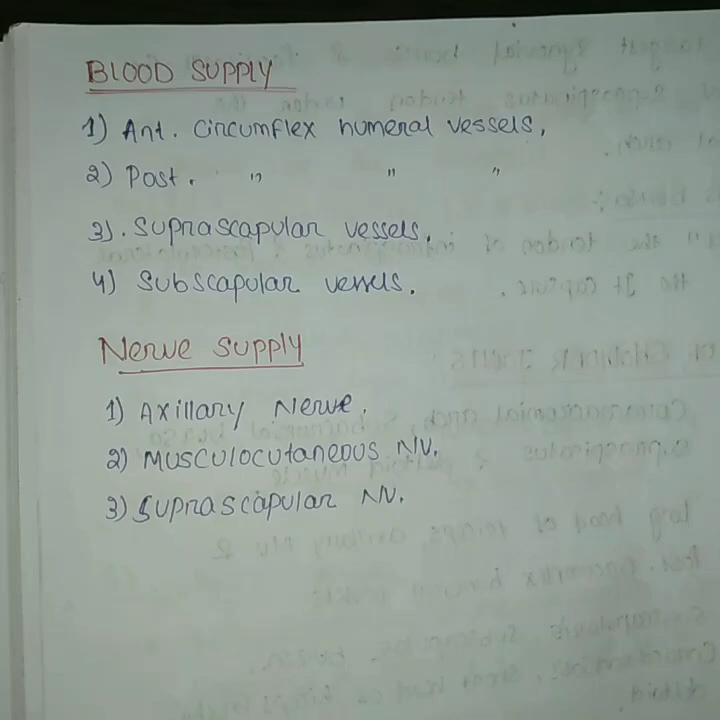 BLOOD SUPPLY
1) Ant. Circumflex humeral vessels,
2) Post. " " "
3). Suprascapular vessels.
4) Subscapular vessels.
Nerve Supply
1) Axillary Nerve.
2) Musculocutaneous NV.
3) Suprascapular NV.